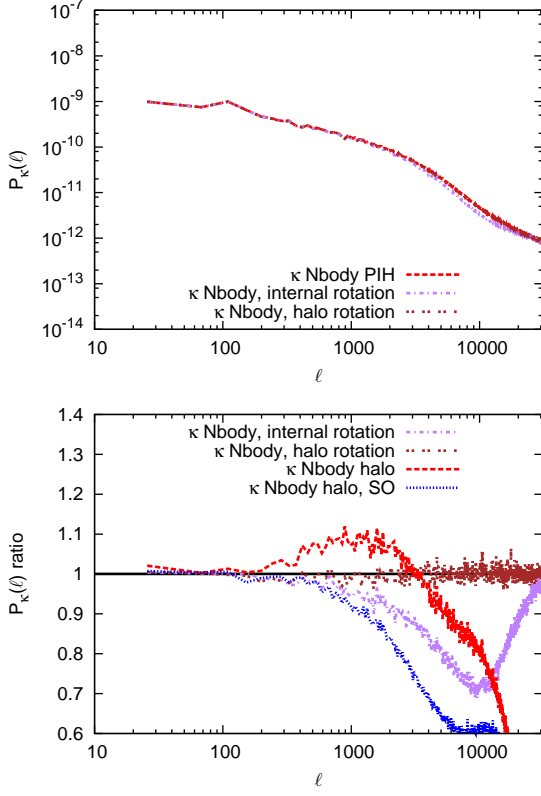 10⁻⁷
10⁻⁸
10⁻⁹
10⁻¹⁰
10⁻¹¹
10⁻¹²
10⁻¹³
10⁻¹⁴
Pκ(ℓ)
κ Nbody PIH
κ Nbody, internal rotation
κ Nbody, halo rotation
10 100 1000 10000
ℓ
1.4
1.3
1.2
1.1
1
0.9
0.8
0.7
0.6
Pκ(ℓ) ratio
κ Nbody, internal rotation
κ Nbody, halo rotation
κ Nbody halo
κ Nbody halo, SO
10 100 1000 10000
ℓ